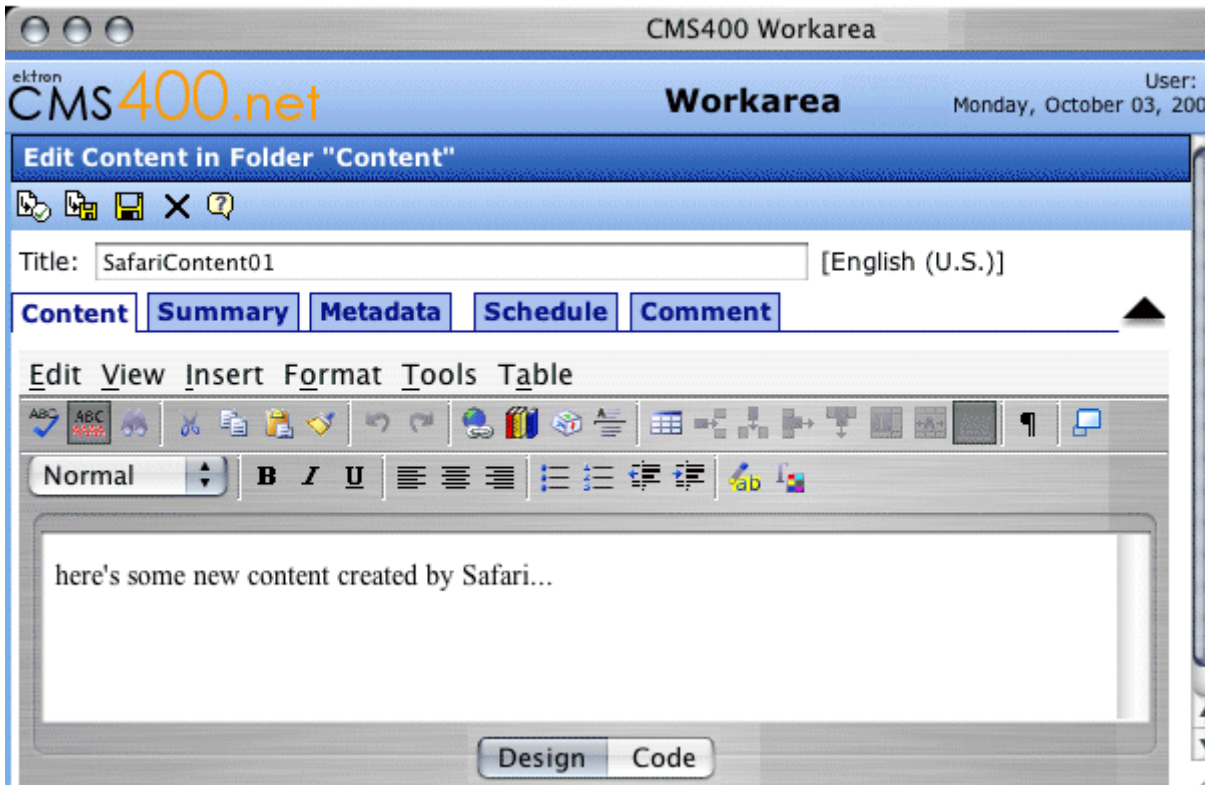 CMS400 Workarea
ektron
CMS400.net
Workarea
User:
Monday, October 03, 200
Edit Content in Folder "Content"
Title: SafariContent01 [English (U.S.)]
Content Summary Metadata Schedule Comment
Edit View Insert Format Tools Table
ABC ABC
Normal B I U ab T
here's some new content created by Safari...
Design Code